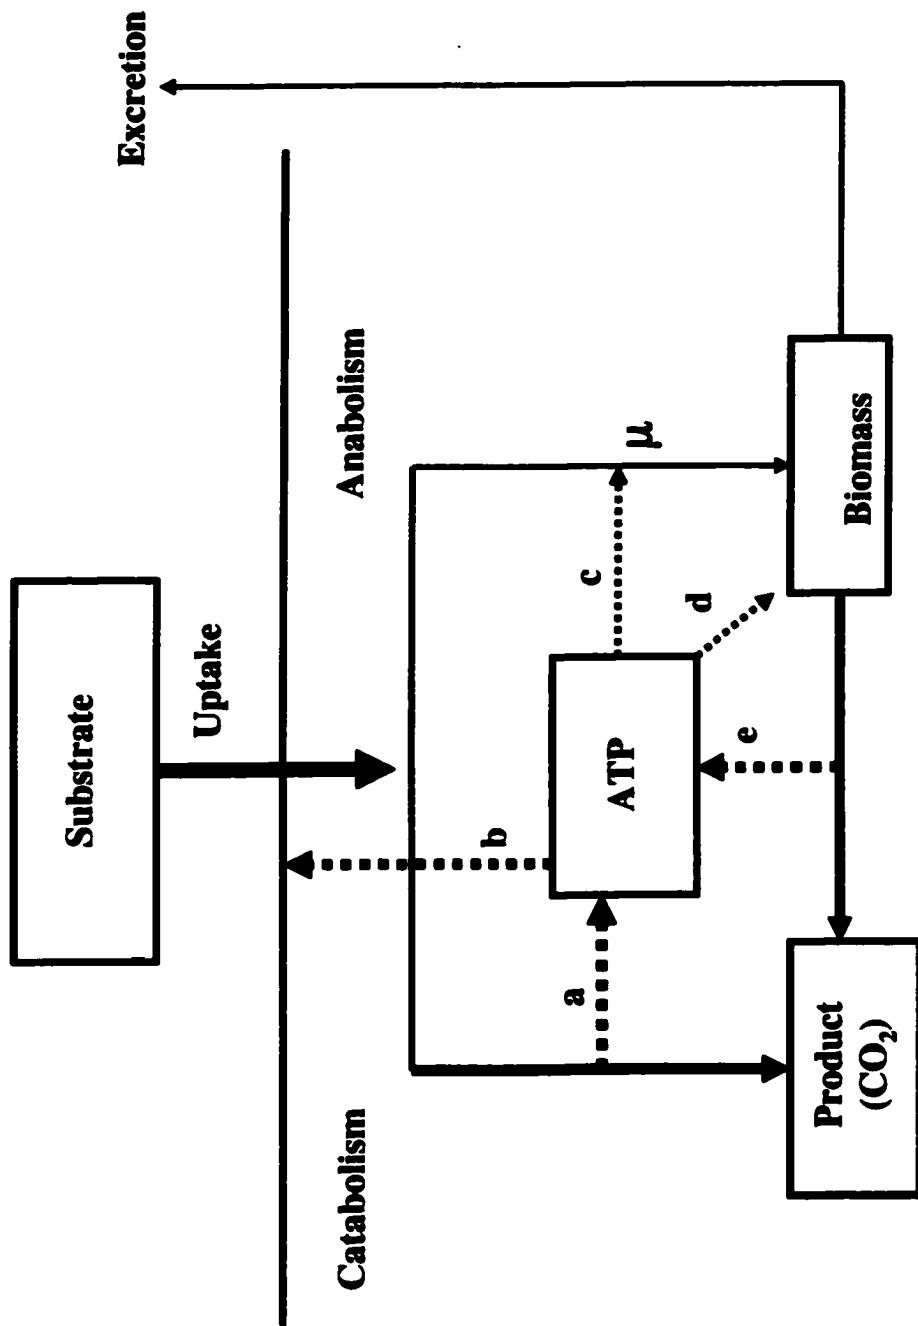 Substrate
Uptake
Excretion
Catabolism
Anabolism
a
b
ATP
c
d
e
μ
Product
(CO₂)
Biomass